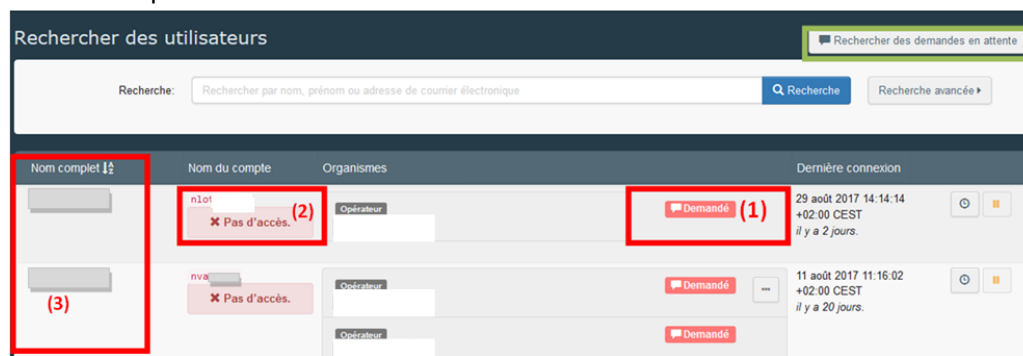 Rechercher des utilisateurs
Rechercher des demandes en attente
Recherche:
Rechercher par nom, prénom ou adresse de courrier électronique
Recherche
Recherche avancée
Nom complet
Nom du compte
Organismes
Dernière connexion
Pas d'accès.
(2)
Opérateur
Demandé
(1)
29 août 2017 14:14:14
+02:00 CEST
il y a 2 jours.
(3)
Pas d'accès.
Opérateur
Demandé
...
11 août 2017 11:16:02
+02:00 CEST
il y a 20 jours.
Opérateur
Demandé